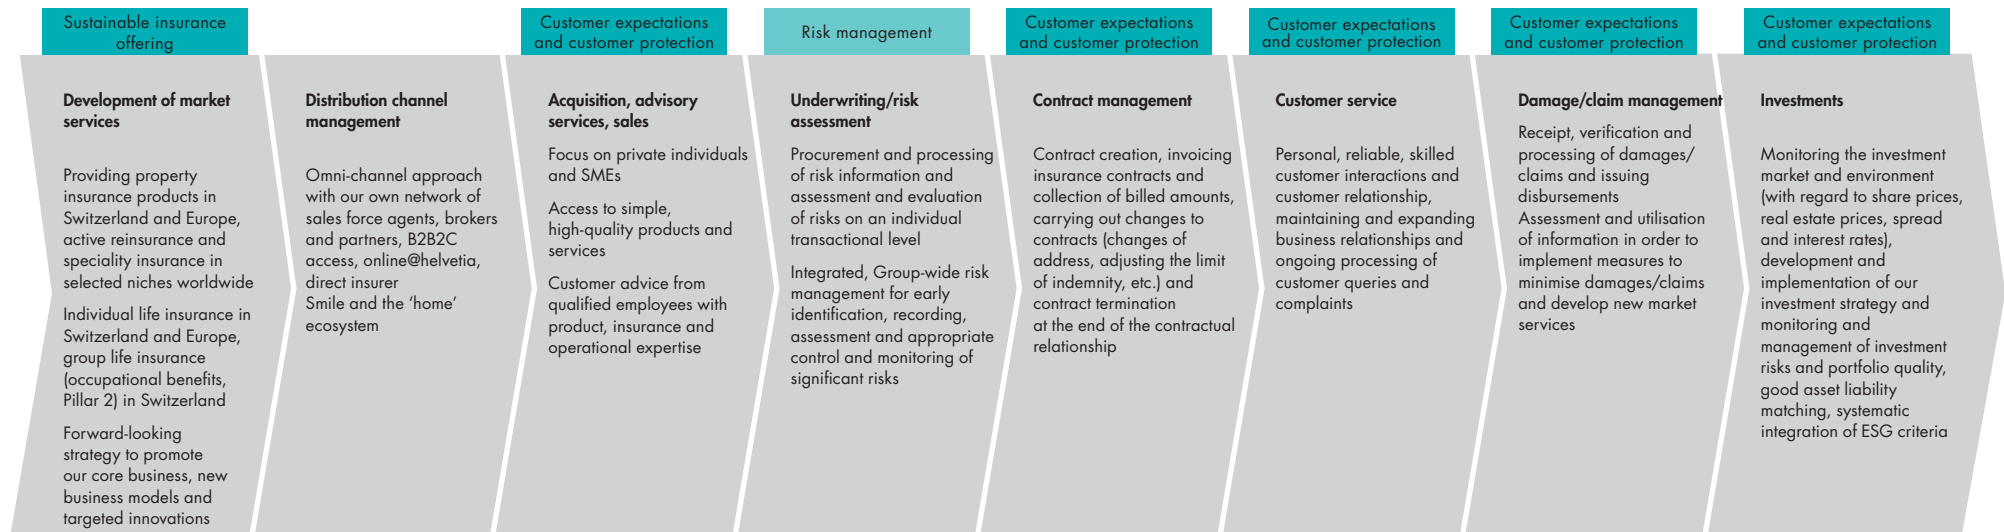 Sustainable insurance
offering
Customer expectations
and customer protection
Risk management
Customer expectations
and customer protection
Customer expectations
and customer protection
Customer expectations
and customer protection
Customer expectations
and customer protection
Development of market
services
Providing property
insurance products in
Switzerland and Europe,
active reinsurance and
speciality insurance in
selected niches worldwide
Individual life insurance in
Switzerland and Europe,
group life insurance
(occupational benefits,
Pillar 2) in Switzerland
Forward-looking
strategy to promote
our core business, new
business models and
targeted innovations
Distribution channel
management
Omni-channel approach
with our own network of
sales force agents, brokers
and partners, B2B2C
access, online@helvetia,
direct insurer
Smile and the ‘home’
ecosystem
Acquisition, advisory
services, sales
Focus on private individuals
and SMEs
Access to simple,
high-quality products and
services
Customer advice from
qualified employees with
product, insurance and
operational expertise
Underwriting/risk
assessment
Procurement and processing
of risk information and
assessment and evaluation
of risks on an individual
transactional level
Integrated, Group-wide risk
management for early
identification, recording,
assessment and appropriate
control and monitoring of
significant risks
Contract management
Contract creation, invoicing
insurance contracts and
collection of billed amounts,
carrying out changes to
contracts (changes of
address, adjusting the limit
of indemnity, etc.) and
contract termination
at the end of the contractual
relationship
Customer service
Personal, reliable, skilled
customer interactions and
customer relationship,
maintaining and expanding
business relationships and
ongoing processing of
customer queries and
complaints
Damage/claim management
Receipt, verification and
processing of damages/
claims and issuing
disbursements
Assessment and utilisation
of information in order to
implement measures to
minimise damages/claims
and develop new market
services
Investments
Monitoring the investment
market and environment
(with regard to share prices,
real estate prices, spread
and interest rates),
development and
implementation of our
investment strategy and
monitoring and
management of investment
risks and portfolio quality,
good asset liability
matching, systematic
integration of ESG criteria